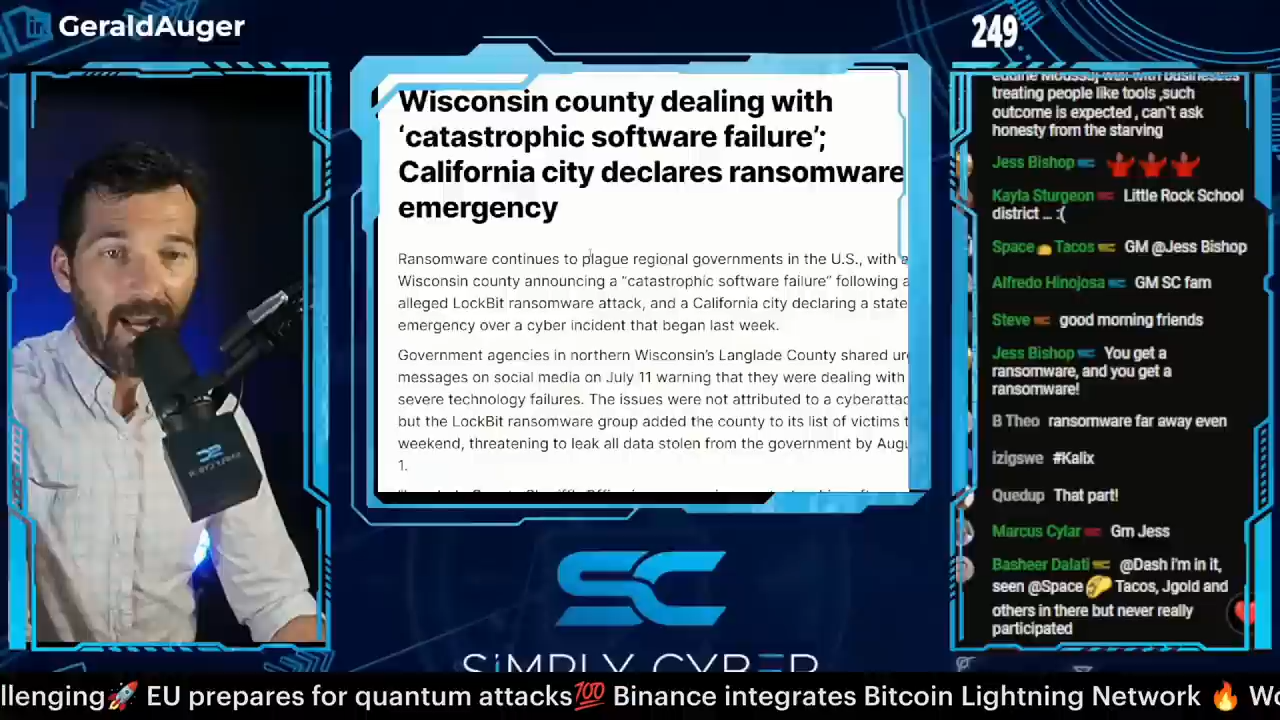 GeraldAuger
249
Wisconsin county dealing with
‘catastrophic software failure’;
California city declares ransomware
emergency
Ransomware continues to plague regional governments in the U.S., with a
Wisconsin county announcing a “catastrophic software failure” following a
alleged LockBit ransomware attack, and a California city declaring a state
emergency over a cyber incident that began last week.
Government agencies in northern Wisconsin’s Langlade County shared
messages on social media on July 11 warning that they were dealing with
severe technology failures. The issues were not attributed to a
but the LockBit ransomware group added the county to its list of victims
weekend, threatening to leak all data stolen from the government by
1.
with businesses
treating people like tools ,such
outcome is expected , can`t ask
honesty from the starving
Jess Bishop
Kayla Sturgeon Little Rock School
district ... :(
Space 🌮 Tacos GM @Jess Bishop
Alfredo Hinojosa GM SC fam
Steve good morning friends
Jess Bishop You get a
ransomware, and you get a
ransomware!
B Theo ransomware far away even
izigswe #Kalix
Quedup That part!
Marcus Cylar Gm Jess
Basheer Dalati @Dash i'm in it,
seen @Space 🌮 Tacos, Jgold and
others in there but never really
participated
SC
SIMPLY CYBER
llenging🚀 EU prepares for quantum attacks💯 Binance integrates Bitcoin Lightning Network 🔥